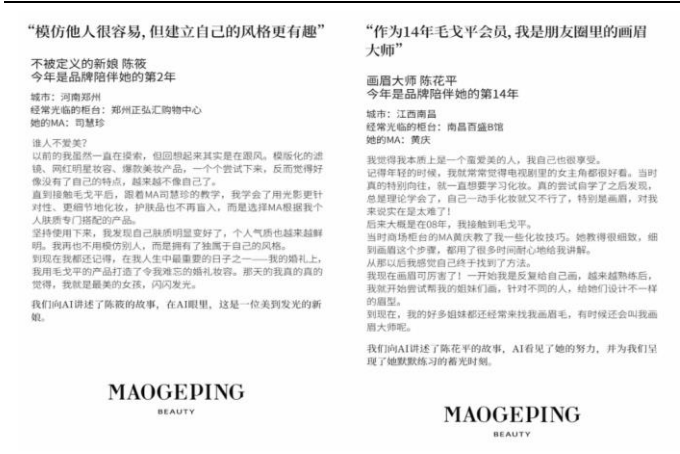 “模仿他人很容易,但建立自己的风格更有趣”
不被定义的新娘 陈筱
今年是品牌陪伴她的第2年
城市：河南郑州
经常光临的柜台：郑州正弘汇购物中心
她的MA：司慧珍
谁人不爱美？
以前的我虽然一直在摸索，但回想起来其实是在跟风。模版化的滤
镜、网红明星妆容、爆款美妆产品，一个个尝试下来，反而觉得好
像没有了自己的特点，越来越不像自己了。
直到接触毛戈平后，跟着MA司慧珍的教学，我学会了用光影更针
对性、更细节地化妆，护肤品也不再盲入，而是选择MA根据我个
人肤质专门搭配的产品。
坚持使用下来，我发现自己肤质明显变好了，个人气质也越来越鲜
明。我再也不用模仿别人，而是拥有了独属于自己的风格。
到现在我都还记得，在我人生中最重要的日子之一——我的婚礼上，
我用毛戈平的产品打造了令我难忘的婚礼妆容。那天的我真的真的
觉得，我就是最美的女孩，闪闪发光。
我们向AI讲述了陈筱的故事，在AI眼里，这是一位美到发光的新
娘。
MAOGEPING
BEAUTY
“作为14年毛戈平会员,我是朋友圈里的画眉
大师”
画眉大师 陈花平
今年是品牌陪伴她的第14年
城市：江西南昌
经常光临的柜台：南昌百盛B馆
她的MA：黄庆
我觉得我本质上是一个蛮爱美的人，我自己也很享受。
记得年轻的时候，我就常常觉得电视剧里的女主角都很好看。当时
真的特别向往，就一直想要学习化妆。真的尝试自学了之后发现，
总是理论学会了，自己一动手化妆就又不行了，特别是画眉，对我
来说实在是太难了！
后来大概是在08年，我接触到毛戈平。
当时商场柜台的MA黄庆教了我一些化妆技巧。她教得很细致，细
到画眉这个步骤，都用了很多时间耐心地给我讲解。
从那以后我感觉自己终于找到了方法。
我现在画眉可厉害了！一开始我是反复给自己画，越来越熟练后，
我就开始尝试帮我的姐妹们画，针对不同的人，给她们设计不一样
的眉型。
到现在，我的好多姐妹都还经常来找我画眉毛，有时候还会叫我画
眉大师呢。
我们向AI讲述了陈花平的故事，AI看见了她的努力，并为我们呈
现了她默默练习的蓄光时刻。
MAOGEPING
BEAUTY